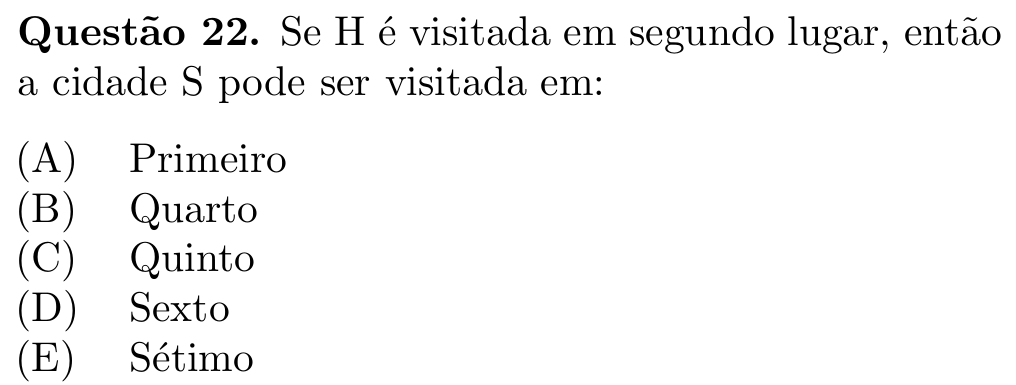 Questão 22. Se H é visitada em segundo lugar, então
a cidade S pode ser visitada em:
(A) Primeiro
(B) Quarto
(C) Quinto
(D) Sexto
(E) Sétimo